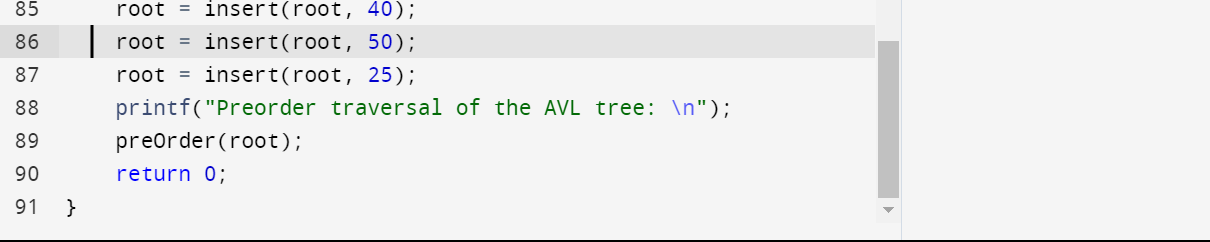 85 root = insert(root, 40);
86 root = insert(root, 50);
87 root = insert(root, 25);
88 printf("Preorder traversal of the AVL tree: \n");
89 preOrder(root);
90 return 0;
91 }